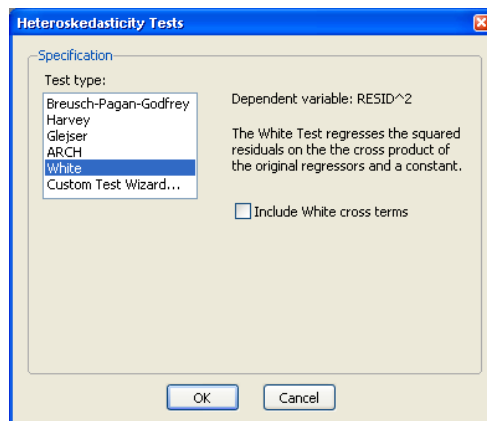 Heteroskedasticity Tests
Specification
Test type:
Breusch-Pagan-Godfrey
Harvey
Glejser
ARCH
White
Custom Test Wizard...
Dependent variable: RESID^2
The White Test regresses the squared
residuals on the the cross product of
the original regressors and a constant.
Include White cross terms
OK
Cancel